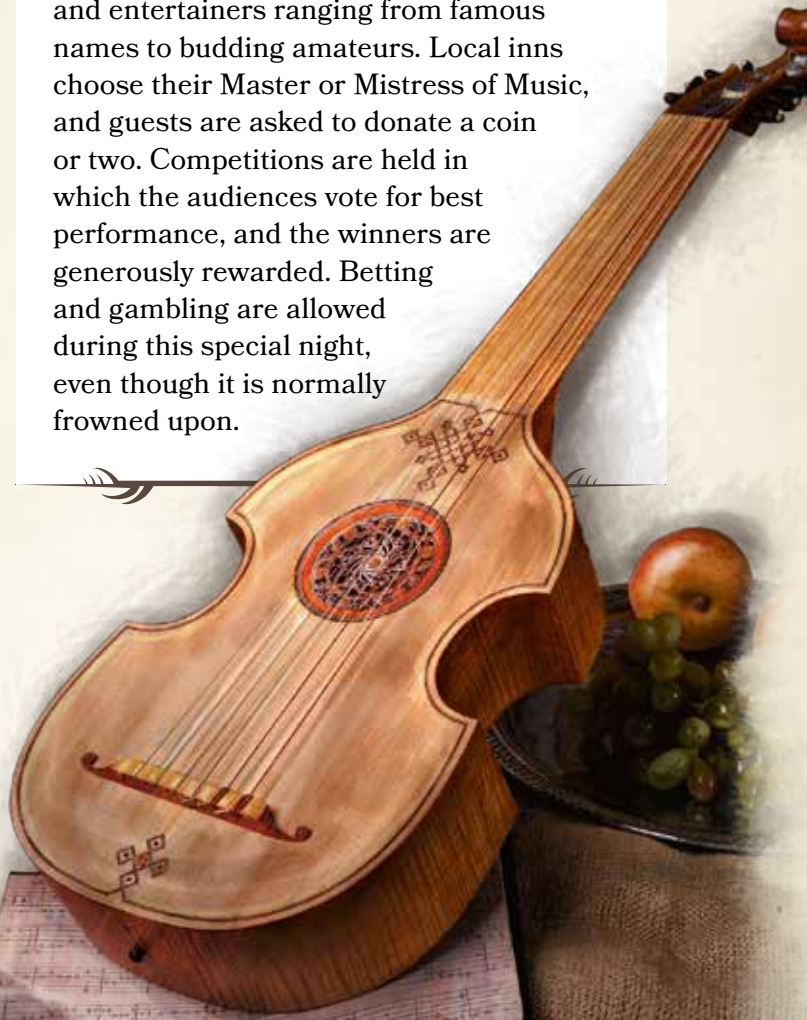 and entertainers ranging from famous
names to budding amateurs. Local inns
choose their Master or Mistress of Music,
and guests are asked to donate a coin
or two. Competitions are held in
which the audiences vote for best
performance, and the winners are
generously rewarded. Betting
and gambling are allowed
during this special night,
even though it is normally
frowned upon.